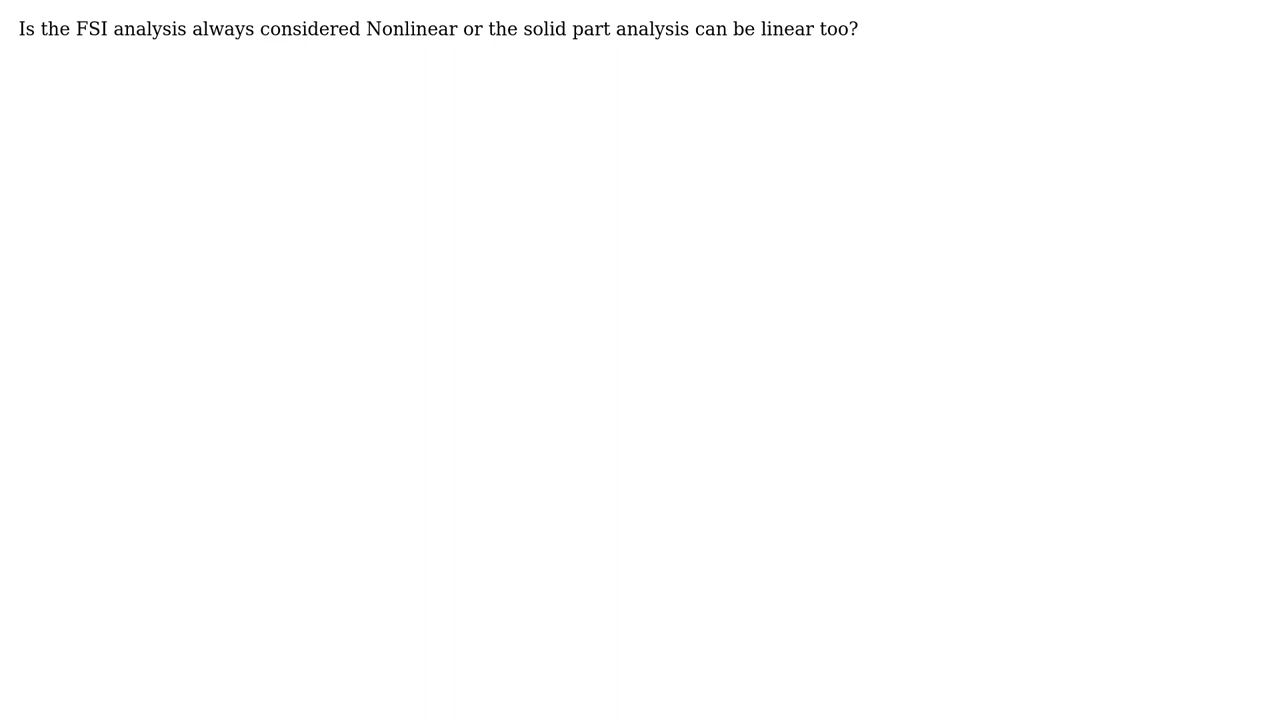 Is the FSI analysis always considered Nonlinear or the solid part analysis can be linear too?